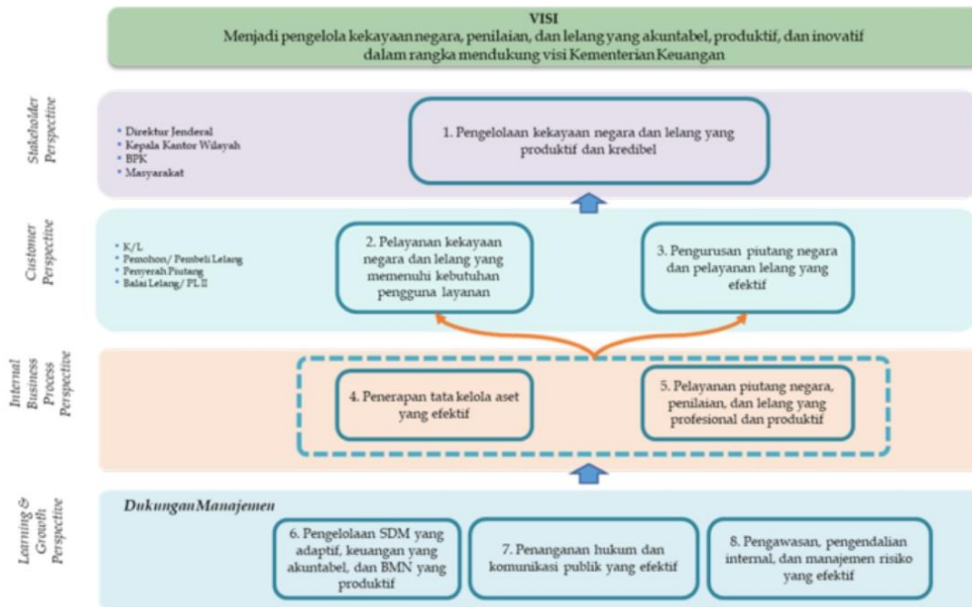 VISI
Menjadi pengelola kekayaan negara, penilaian, dan lelang yang akuntabel, produktif, dan inovatif
dalam rangka mendukung visi Kementerian Keuangan
Stakeholder
Perspective
• Direktur Jenderal
• Kepala Kantor Wilayah
• BPK
• Masyarakat
1. Pengelolaan kekayaan negara dan lelang yang
produktif dan kredibel
Customer
Perspective
• K/L
• Pemohon/ Pembeli Lelang
• Penyerah Piutang
• Balai Lelang/ PL II
2. Pelayanan kekayaan
negara dan lelang yang
memenuhi kebutuhan
pengguna layanan
3. Pengurusan piutang negara
dan pelayanan lelang yang
efektif
Internal
Business
Process
Perspective
4. Penerapan tata kelola aset
yang efektif
5. Pelayanan piutang negara,
penilaian, dan lelang yang
profesional dan produktif
Learning &
Growth
Perspective
Dukungan Manajemen
6. Pengelolaan SDM yang
adaptif, keuangan yang
akuntabel, dan BMN yang
produktif
7. Penanganan hukum dan
komunikasi publik yang efektif
8. Pengawasan, pengendalian
internal, dan manajemen risiko
yang efektif